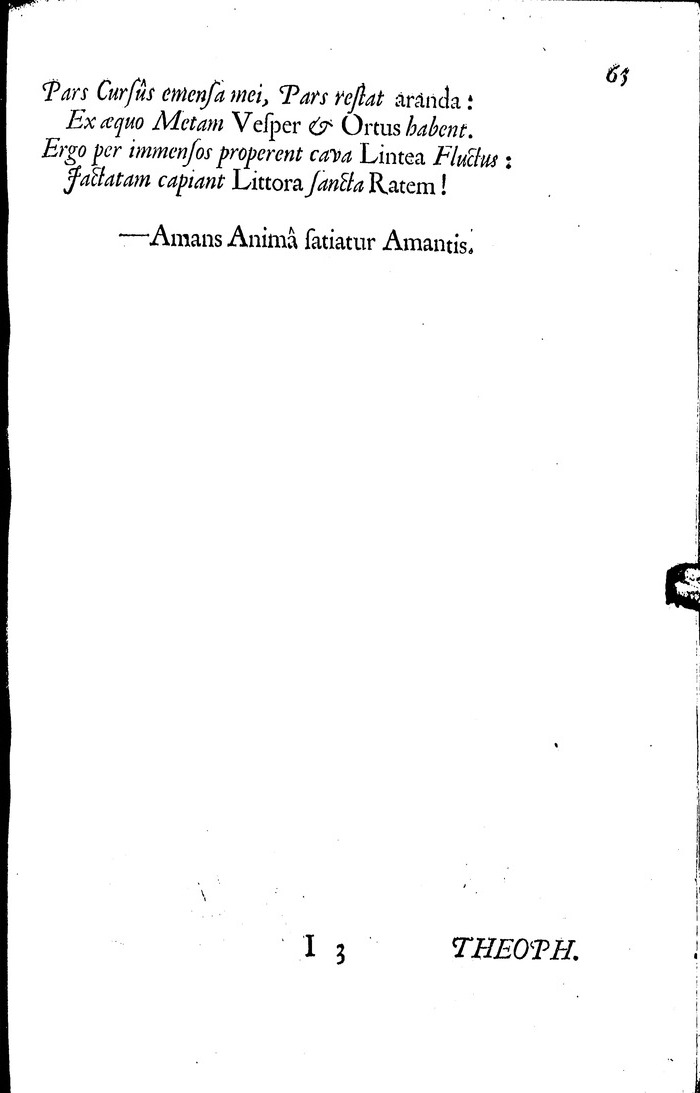 63
Pars Curſûs emenſa mei, Pars reſtat aranda :
Ex æquo Metam Veſper & Ortus habent.
Ergo per immenſos properent cava Lintea Fluctus :
Jactatam capiant Littora ſancta Ratem !
—Amans Animâ ſatiatur Amantis.
I 3
THEOPH.